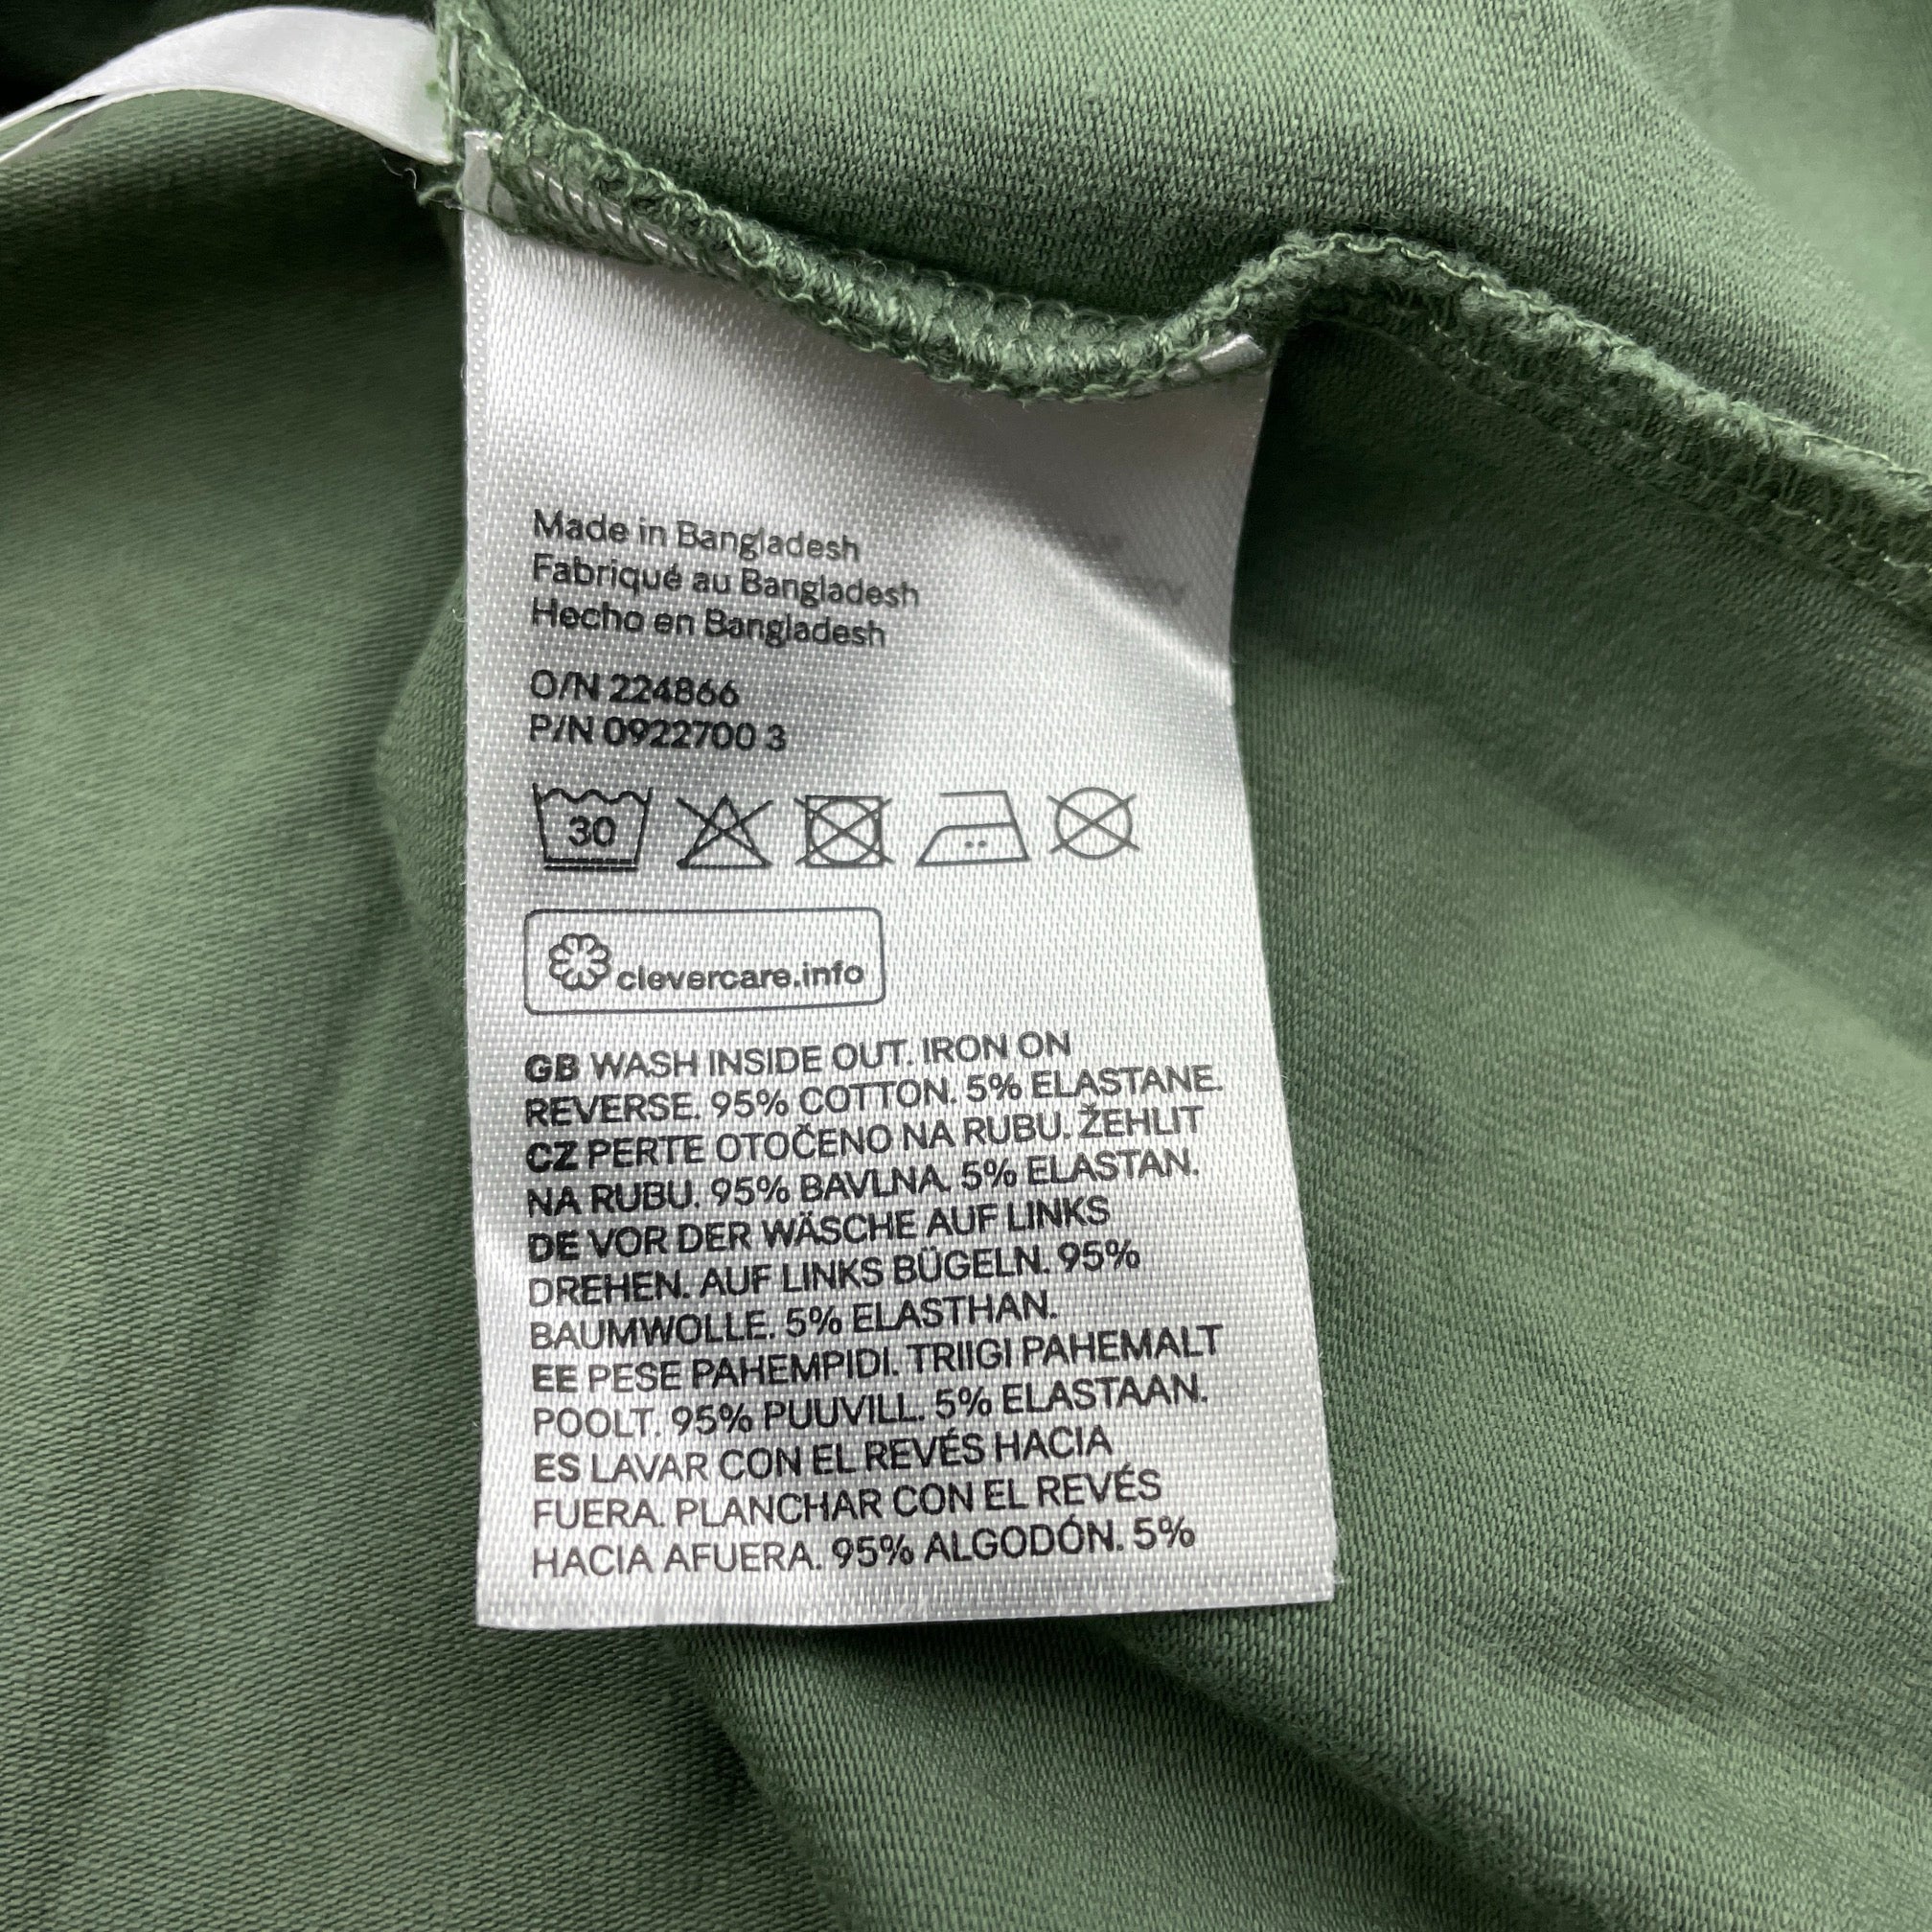 Made in Bangladesh
Fabriqué au Bangladesh
Hecho en Bangladesh
O/N 224866
P/N 0922700 3
30
clevercare.info
GB WASH INSIDE OUT. IRON ON
REVERSE. 95% COTTON. 5% ELASTANE.
CZ PERTE OTOČENO NA RUBU. ŽEHLIT
NA RUBU. 95% BAVLNA. 5% ELASTAN.
DE VOR DER WÄSCHE AUF LINKS
DREHEN. AUF LINKS BÜGELN. 95%
BAUMWOLLE. 5% ELASTHAN.
EE PESE PAHEMPIDI. TRIIGI PAHEMALT
POOLT. 95% PUUVILL. 5% ELASTAAN.
ES LAVAR CON EL REVÉS HACIA
FUERA. PLANCHAR CON EL REVÉS
HACIA AFUERA. 95% ALGODÓN. 5%